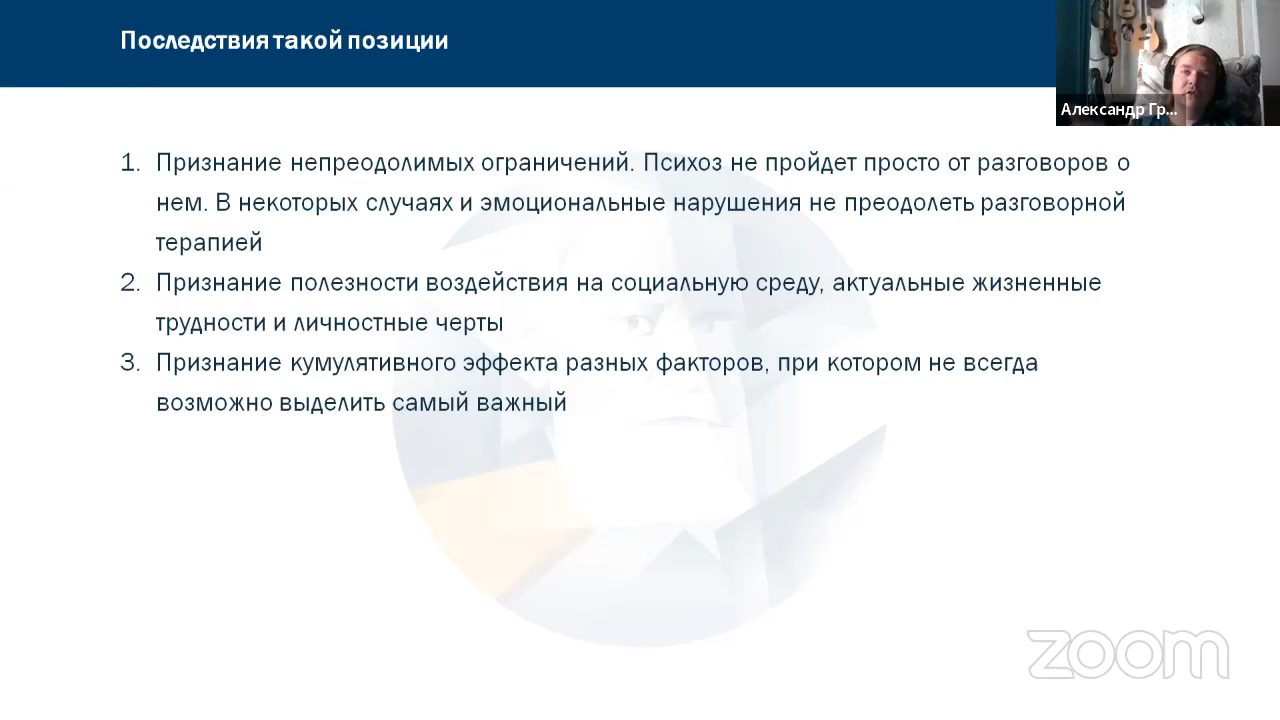 Последствия такой позиции
Александр Гр...
1. Признание непреодолимых ограничений. Психоз не пройдет просто от разговоров о
нем. В некоторых случаях и эмоциональные нарушения не преодолеть разговорной
терапией
2. Признание полезности воздействия на социальную среду, актуальные жизненные
трудности и личностные черты
3. Признание кумулятивного эффекта разных факторов, при котором не всегда
возможно выделить самый важный
zoom